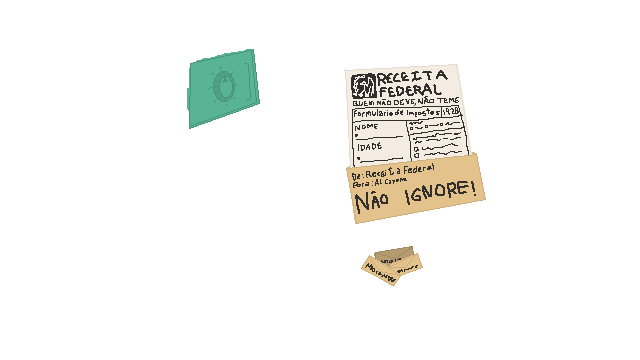 RECEITA
FEDERAL
QUEM NÃO DEVE, NÃO TEME
Formulário de Impostos 1928
NOME
IDADE
De: Receita Federal
Para: Al Capone
NÃO IGNORE!